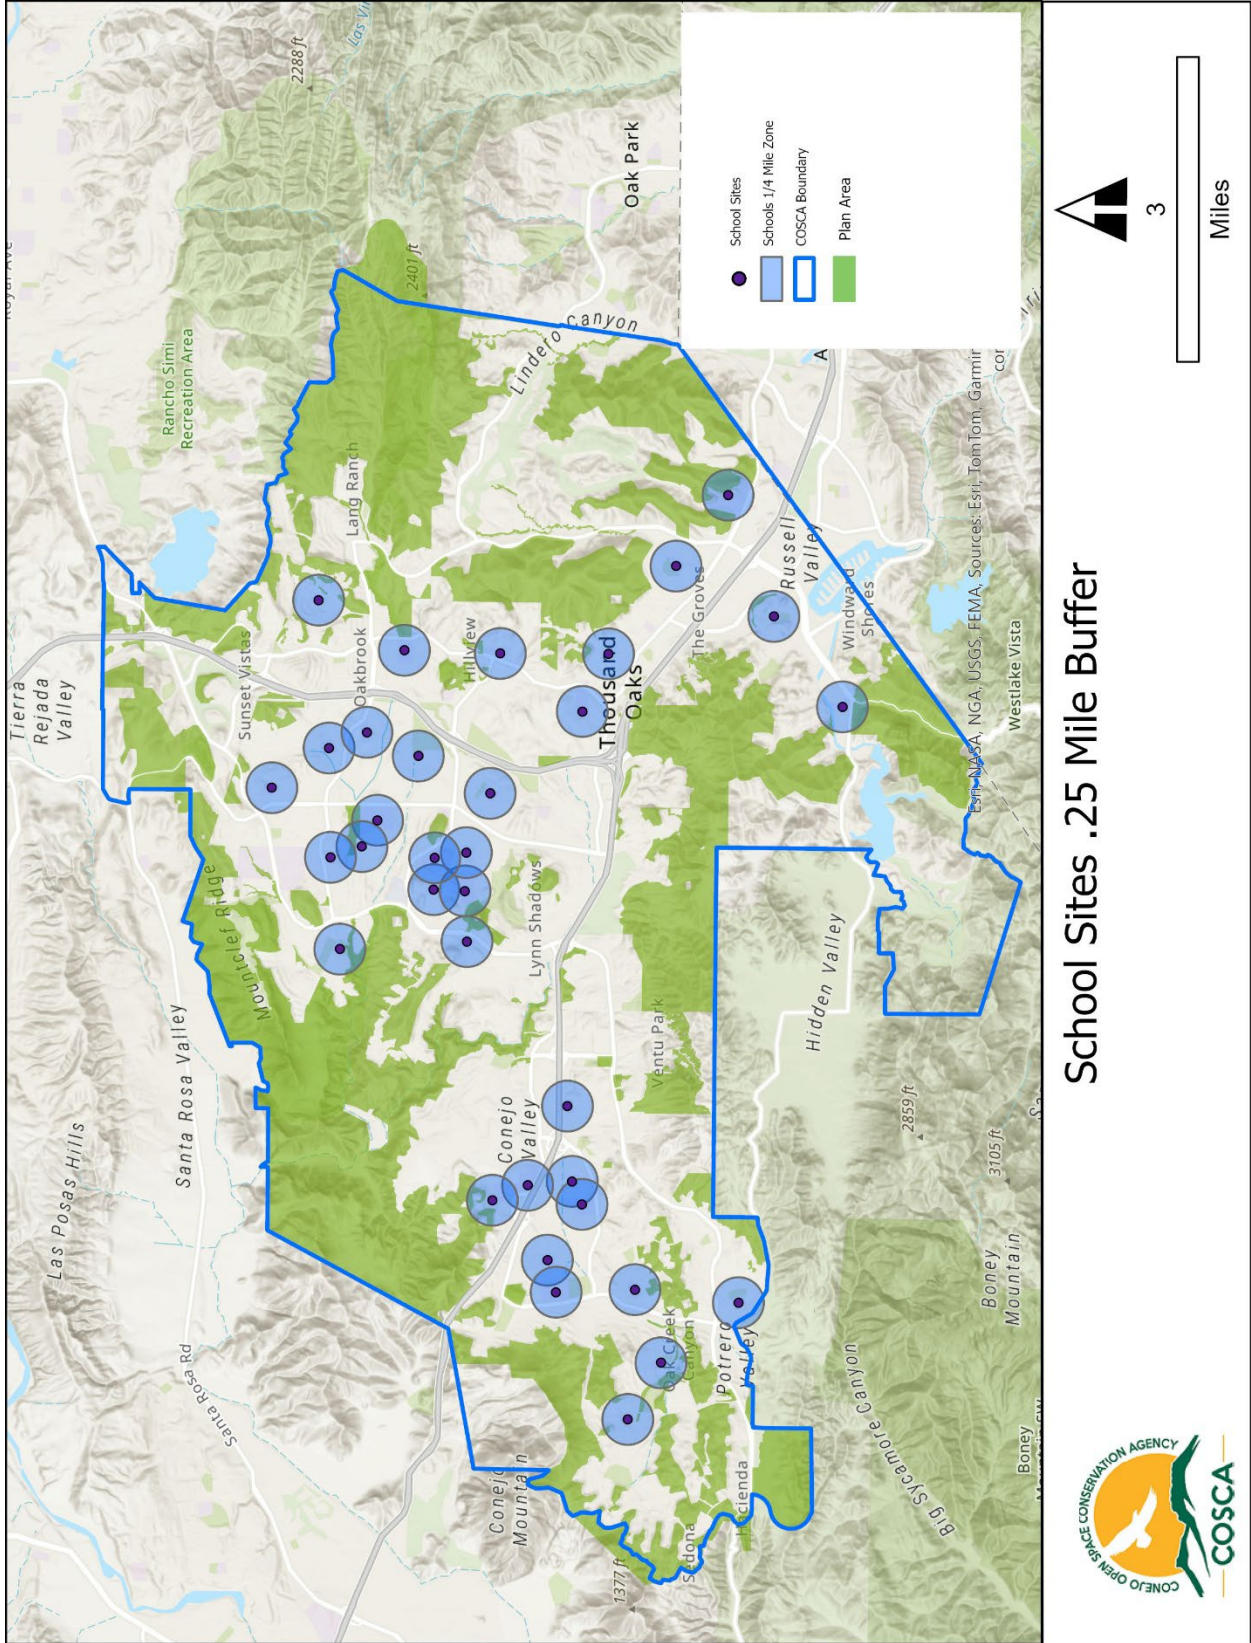 School Sites .25 Mile Buffer
School Sites
Schools 1/4 Mile Zone
COSCA Boundary
Plan Area
3
Miles
CONEJO OPEN SPACE CONSERVATION AGENCY
COSCA
Las Posas Hills
Santa Rosa Rd
Santa Rosa Valley
Tierra
Rejada
Valley
Rancho Simi
Recreation Area
2288 ft
2401 ft
Mountclef Ridge
Sunset Vistas
Oakbrook
Lang Ranch
Hillview
Lindero Canyon
Oak Park
Conejo
Valley
Lynn Shadows
Thousand
Oaks
The Groves
Russell
Valley
Windward
Shores
Westlake Vista
Conejo
Mountain
1377 ft
Sedona
Hacienda
Oak Creek
Canyon
Potrero
Valley
Ventu Park
Hidden Valley
2859 ft
3105 ft
Boney
Mountain
Big Sycamore Canyon
Boney
Esri, NASA, NGA, USGS, FEMA, Sources: Esri, TomTom, Garmin